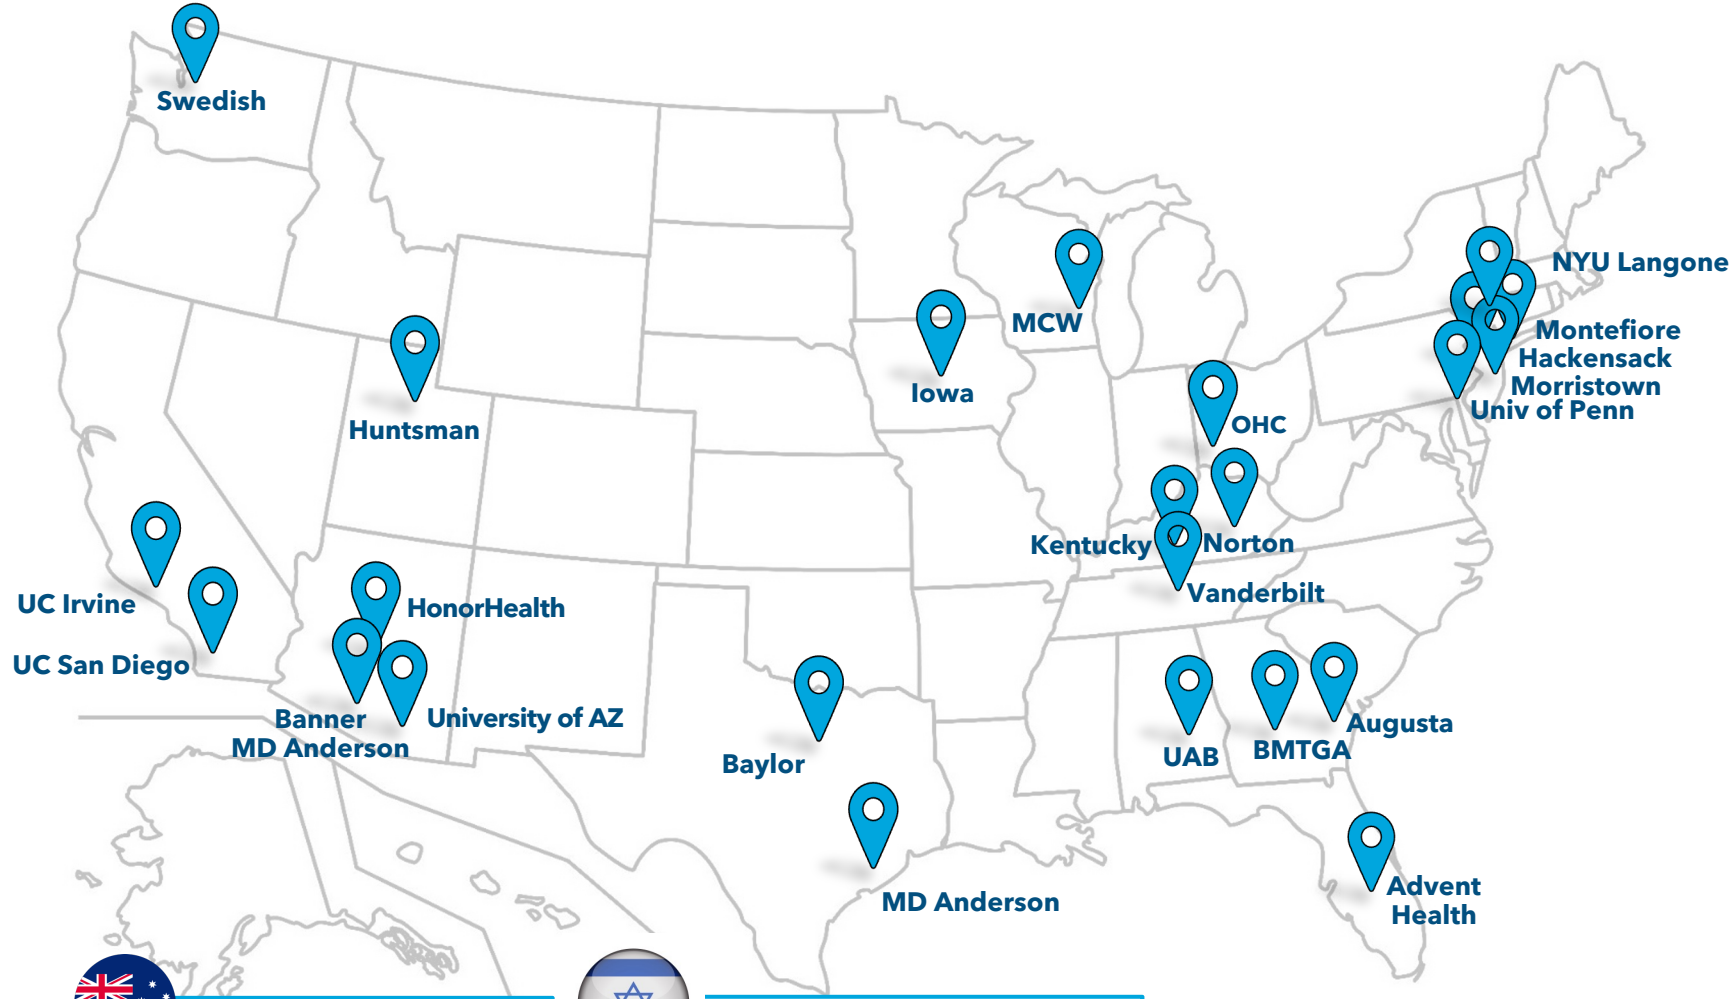 Swedish
NYU Langone
MCW
Montefiore
Hackensack
Morristown
Iowa
Univ of Penn
Huntsman
OHC
Kentucky
Norton
Vanderbilt
UC Irvine
HonorHealth
UC San Diego
Banner
MD Anderson
University of AZ
Baylor
UAB
BMTGA
Augusta
MD Anderson
Advent
Health